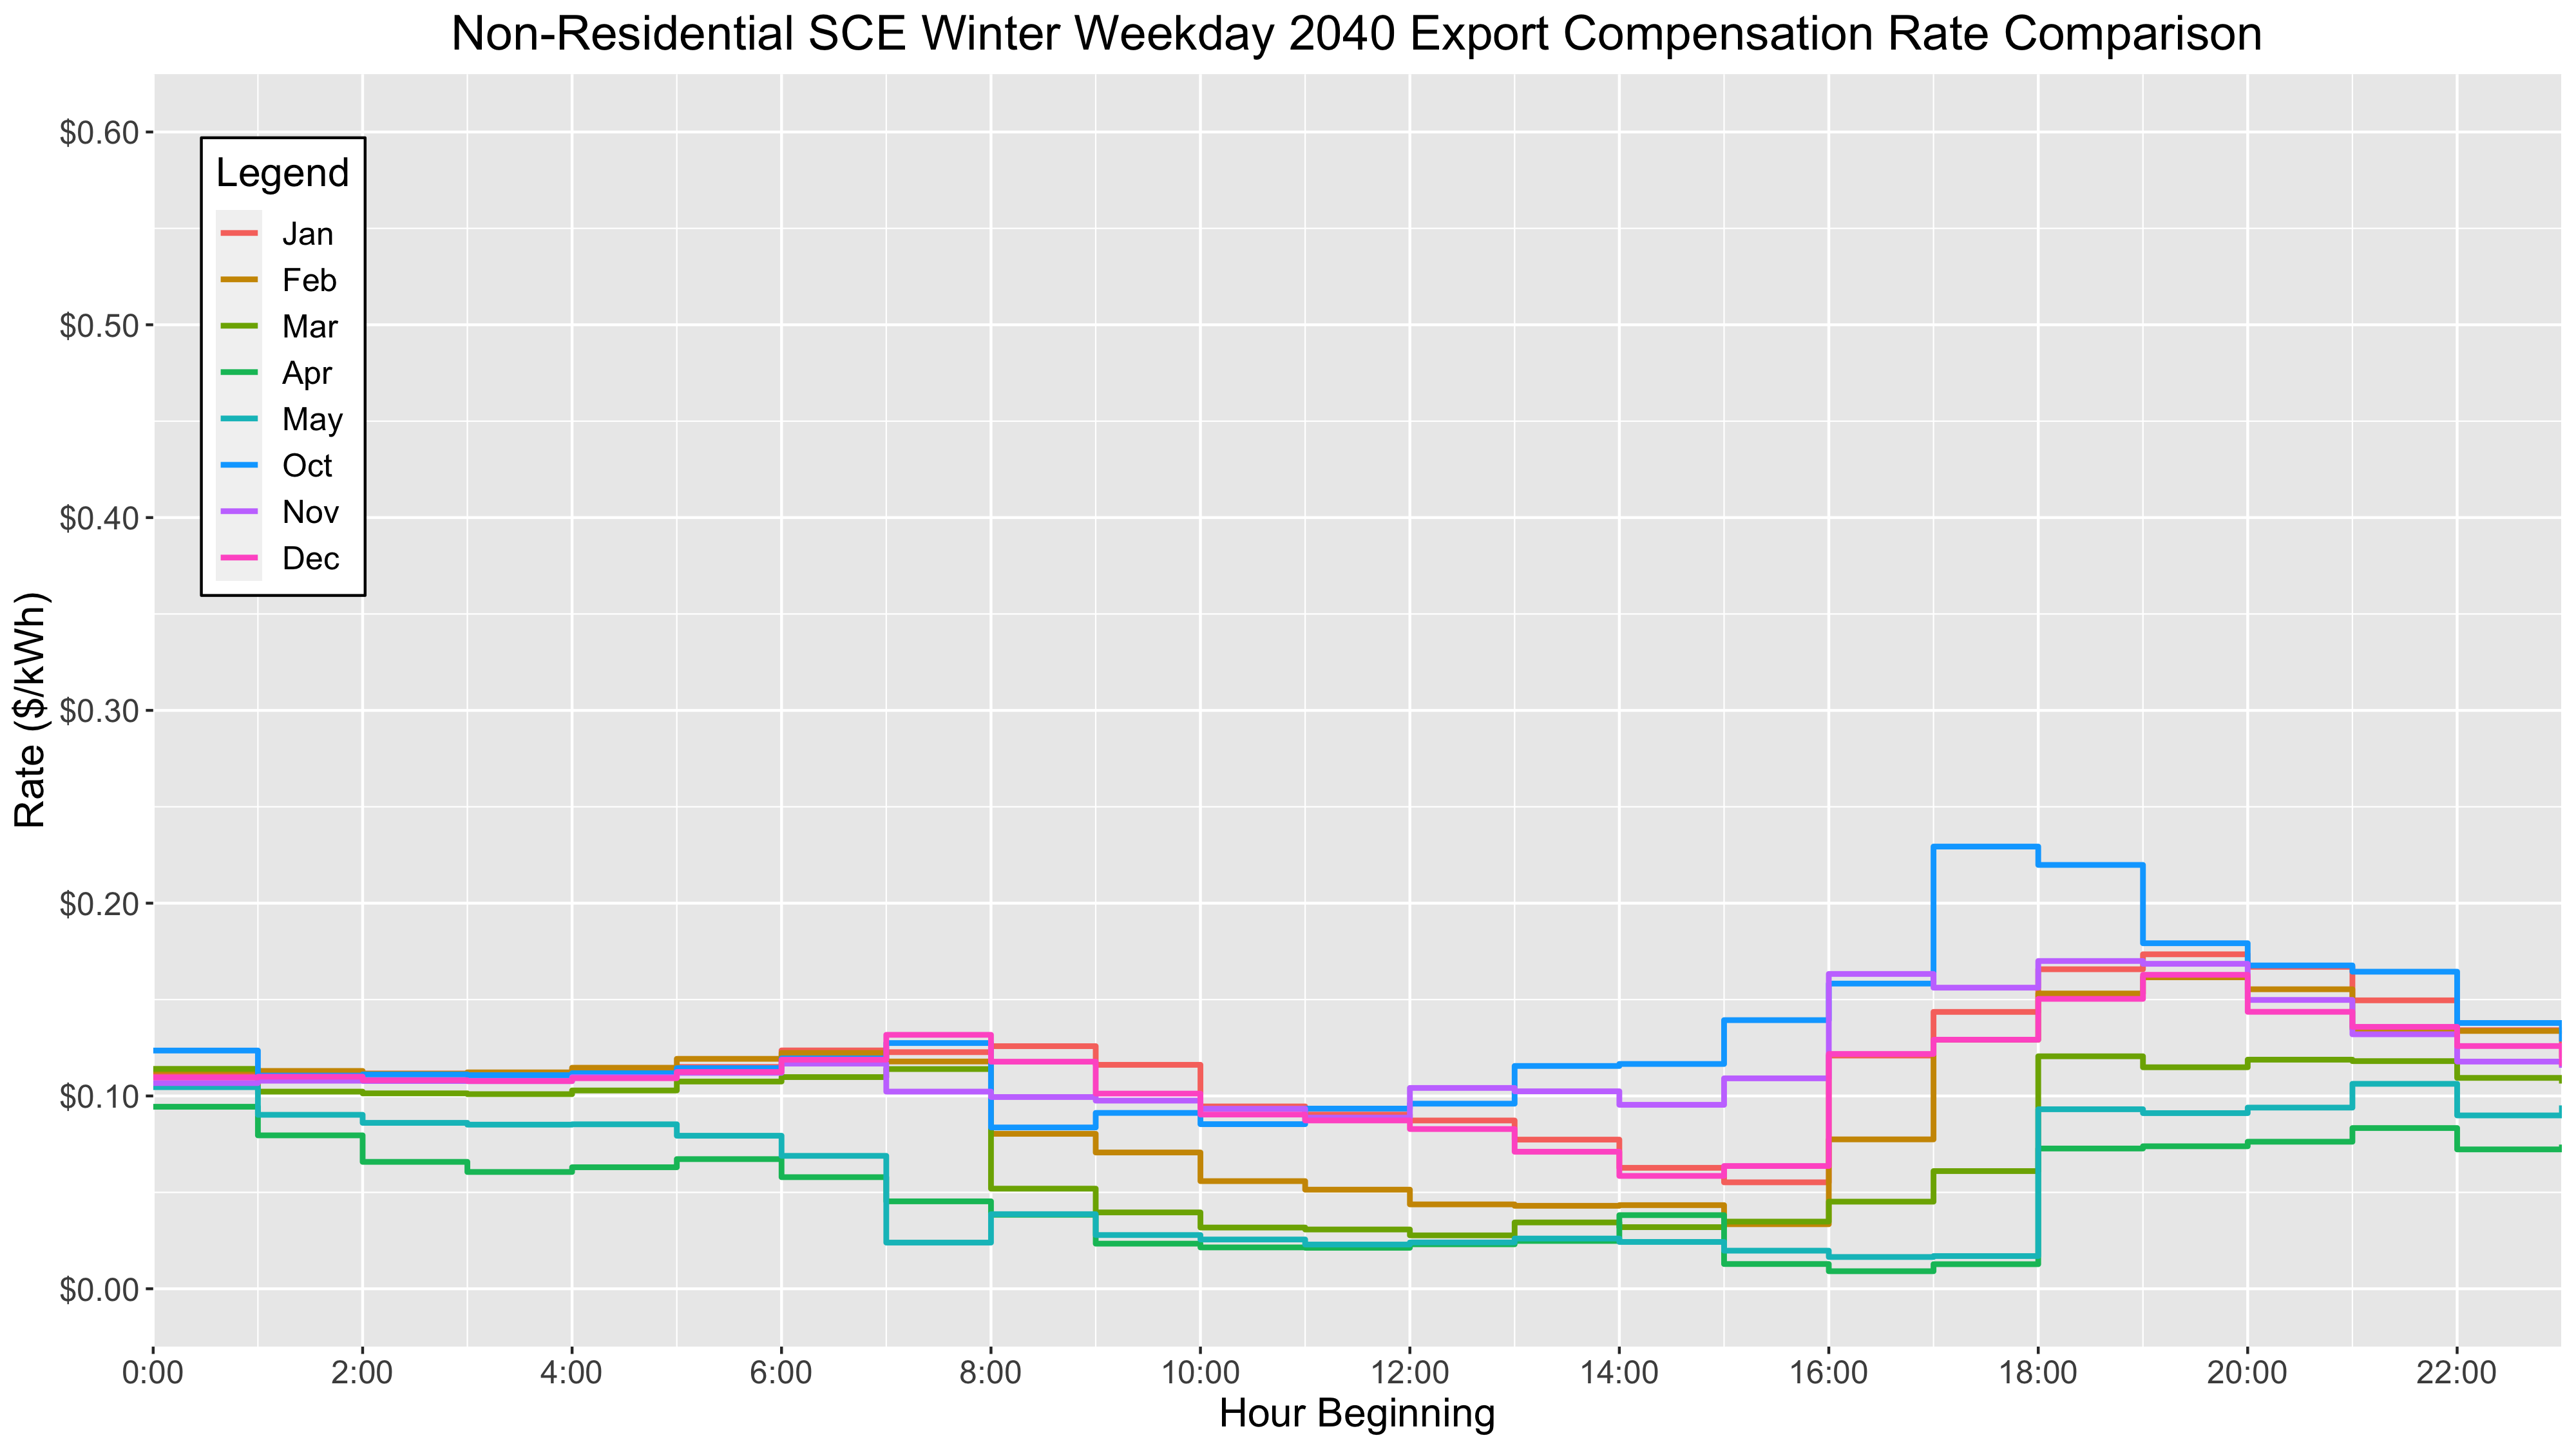 Non-Residential SCE Winter Weekday 2040 Export Compensation Rate Comparison
Rate ($/kWh)
$0.60
$0.50
$0.40
$0.30
$0.20
$0.10
$0.00
Legend
Jan
Feb
Mar
Apr
May
Oct
Nov
Dec
0:00 2:00 4:00 6:00 8:00 10:00 12:00 14:00 16:00 18:00 20:00 22:00
Hour Beginning